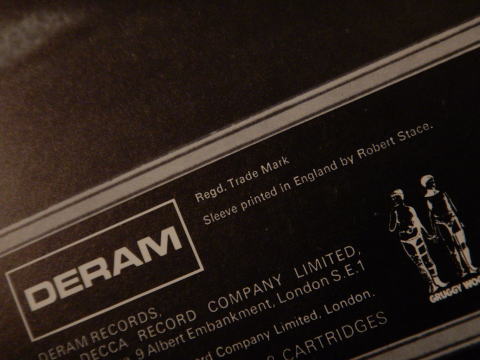 DERAM
Regd. Trade Mark
Sleeve printed in England by Robert Stace.
DERAM RECORDS,
DECCA RECORD COMPANY LIMITED,
9 Albert Embankment, London S.E.1
Company Limited, London.
CARTRIDGES
GRUGGY